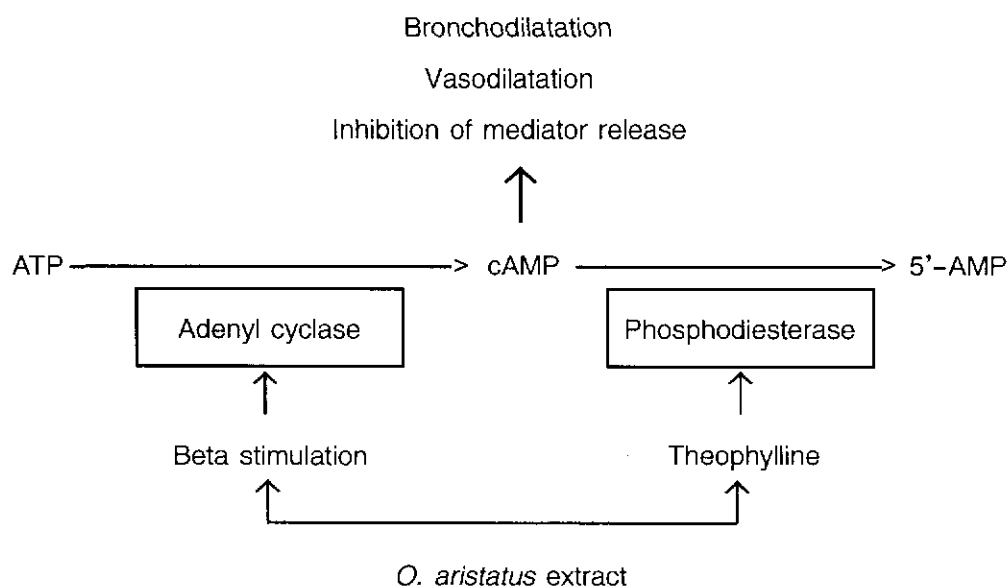 Bronchodilatation
Vasodilatation
Inhibition of mediator release
ATP cAMP 5'-AMP
Adenyl cyclase Phosphodiesterase
Beta stimulation Theophylline
O. aristatus extract